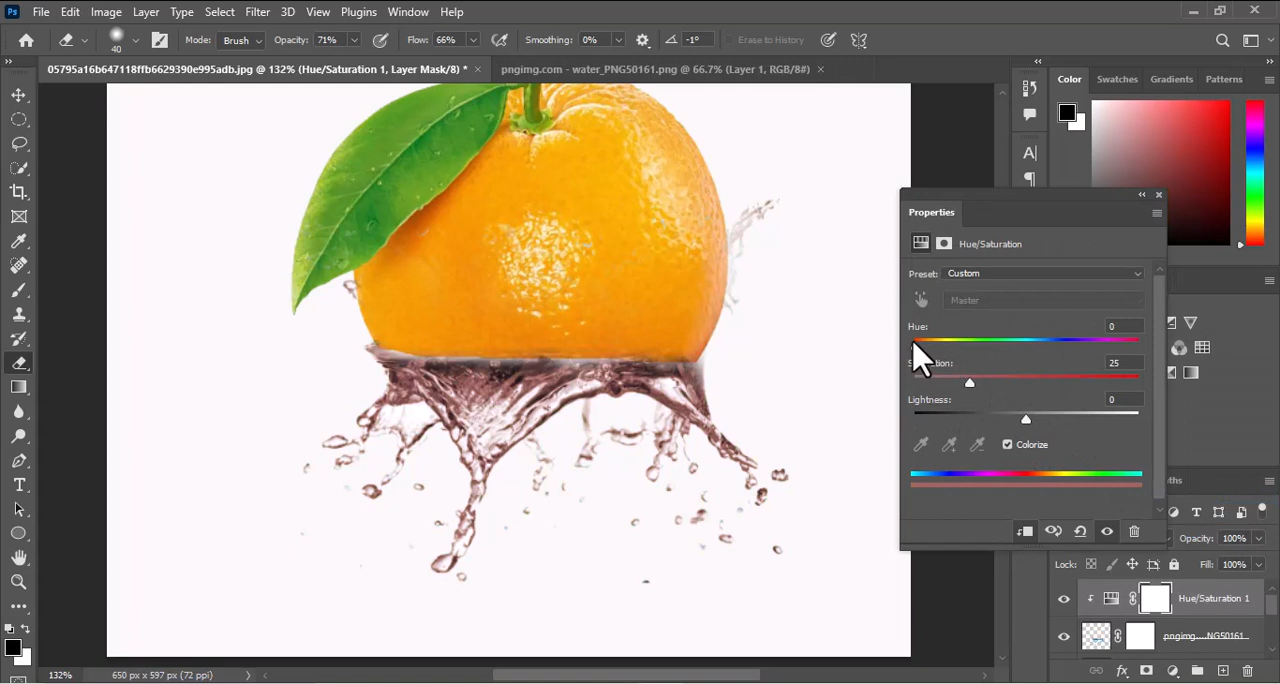 Ps File Edit Image Layer Type Select Filter 3D View Plugins Window Help
40 Mode: Brush Opacity: 71% Flow: 66% Smoothing: 0% -1° Erase to History
05795a16b647118ffb6629390e995adb.jpg @ 132% (Hue/Saturation 1, Layer Mask/8) * × pngimg.com - water_PNG50161.png @ 66.7% (Layer 1, RGB/8#) ×
Color Swatches Gradients Patterns
Properties
Hue/Saturation
Preset: Custom
Master
Hue: 0
25
Lightness: 0
Colorize
Opacity: 100%
Lock: Fill: 100%
Hue/Saturation 1
pngimg....NG50161
132% 650 px x 597 px (72 ppi)